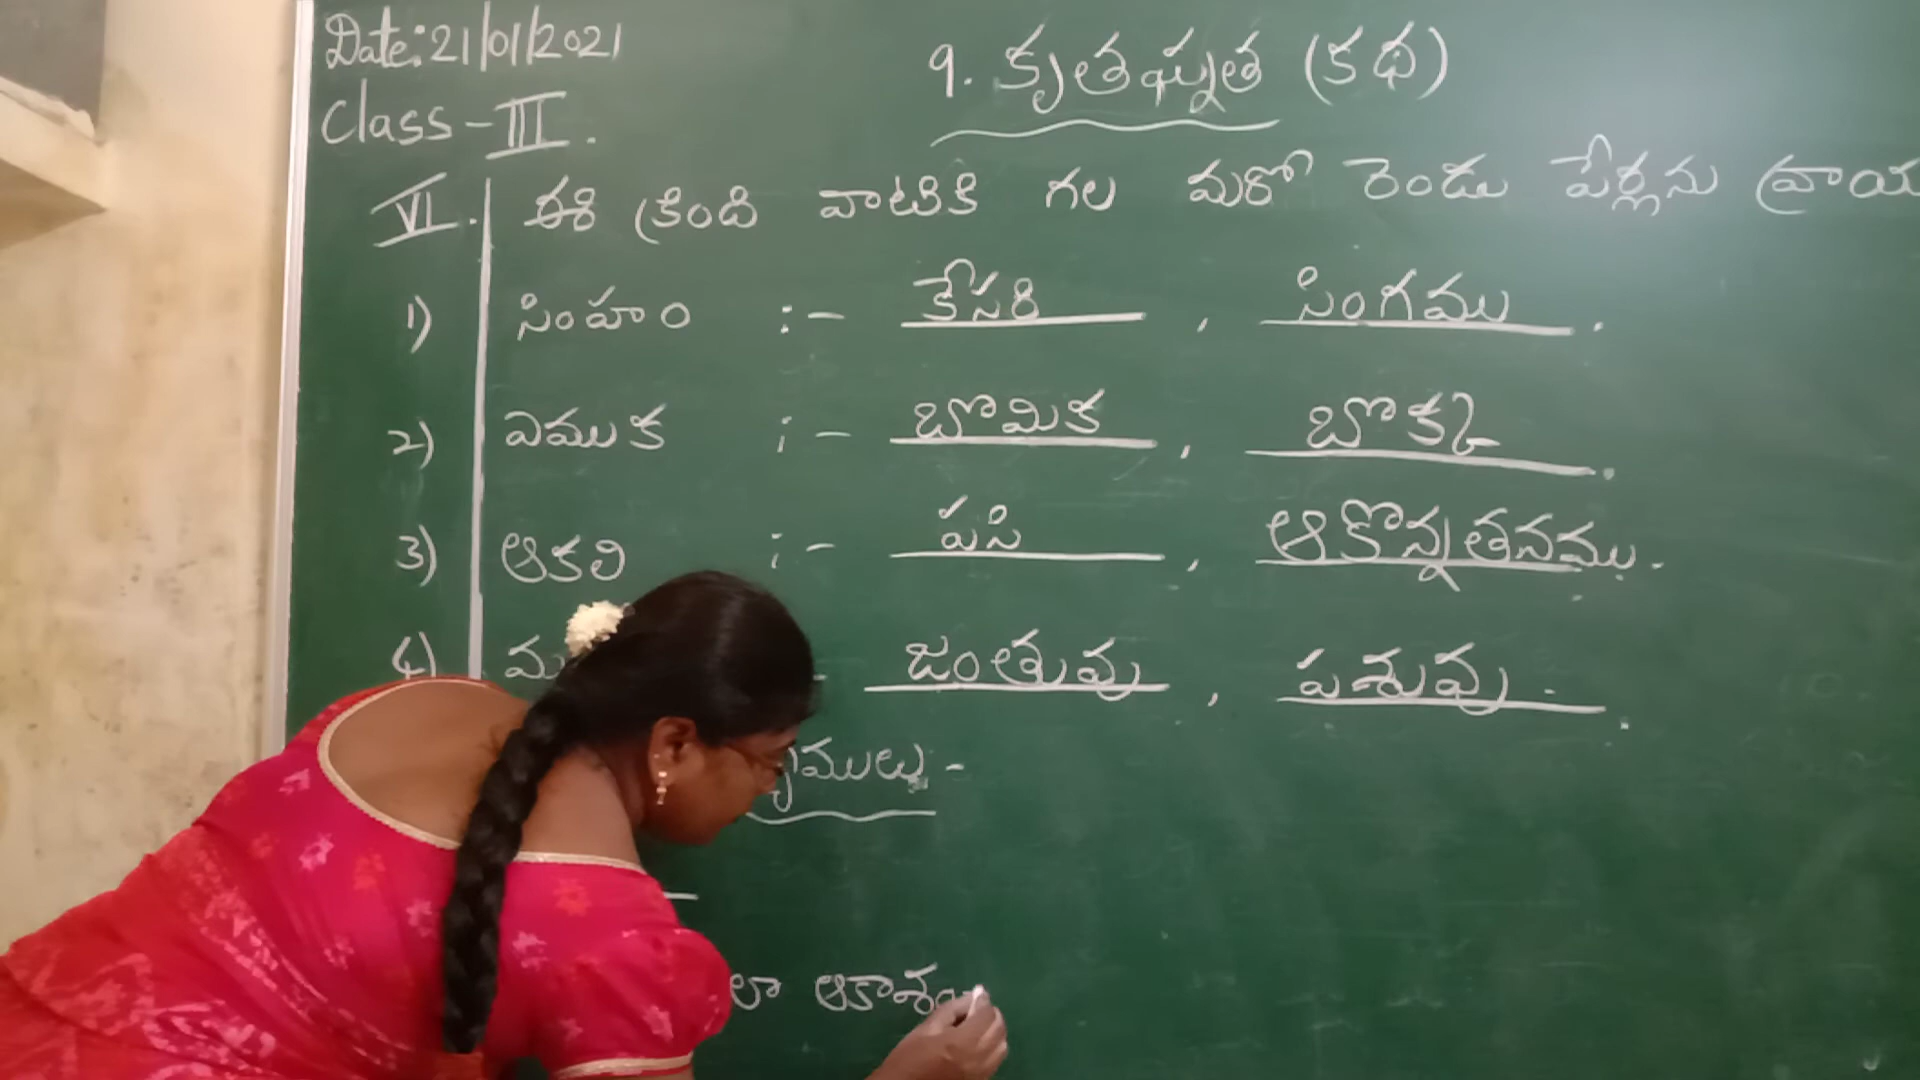 Date: 21/01/2021
Class - III.
9. కృతఘ్నత (కథ)
VI. ఈ క్రింది వాటికి గల మరో రెండు పేర్లను వ్రాయ
1) సింహం :- కేసరి, సింగము.
2) ఎముక :- బొమిక, బొక్క.
3) ఆకలి :- పసి, ఆకొన్నతనము.
4) జంతువు, పశువు.
ఆకాశం